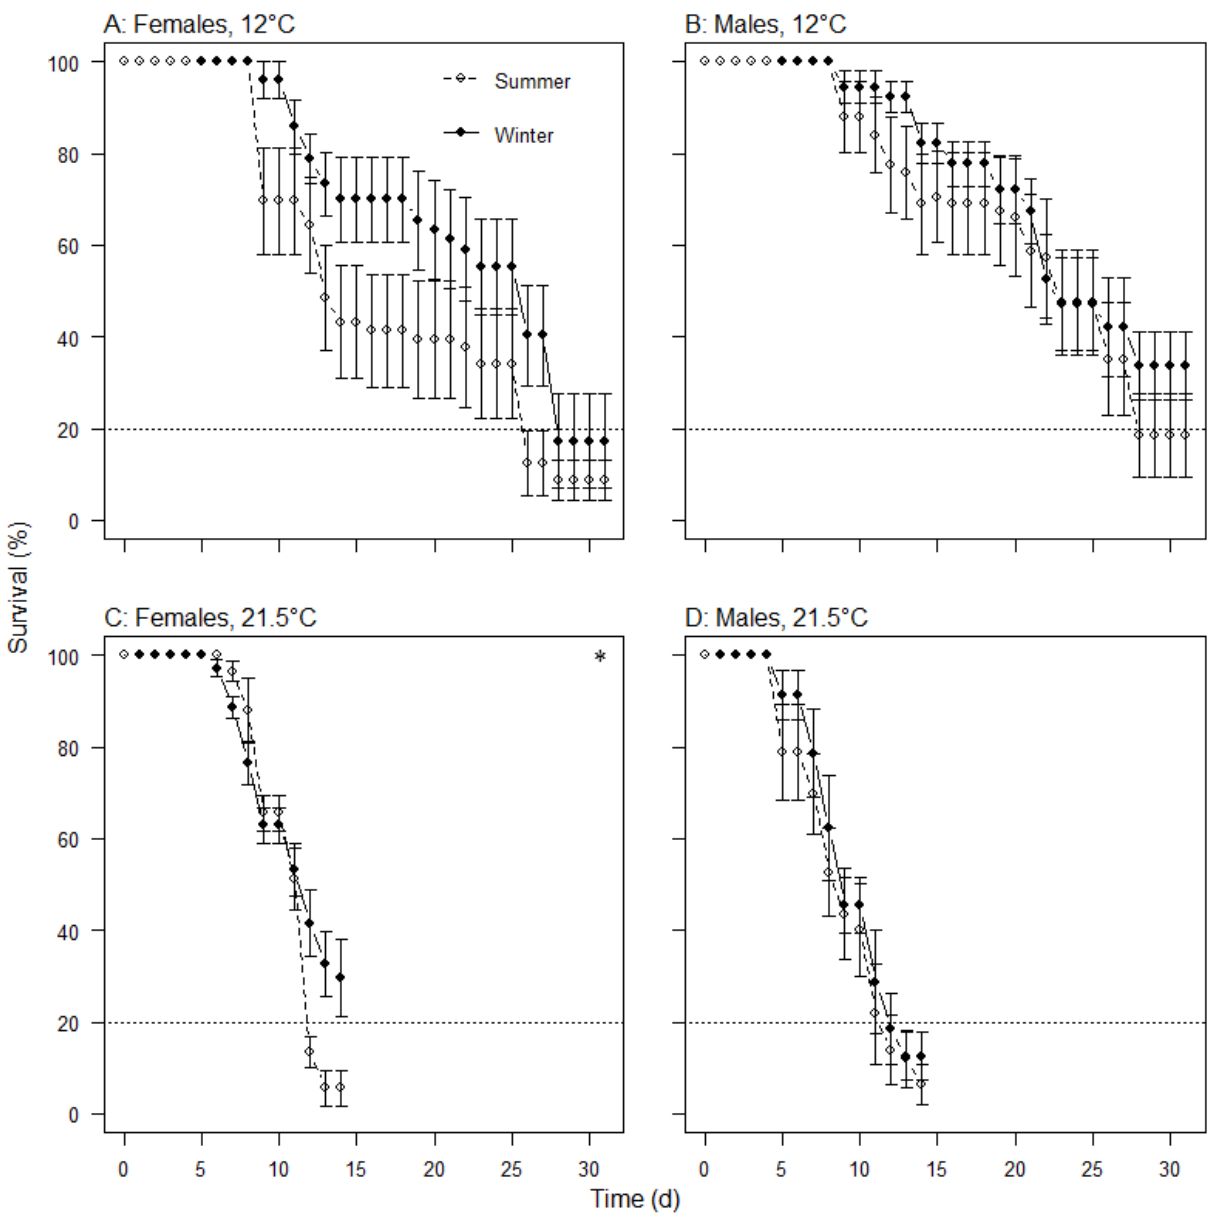 A: Females, 12°C
B: Males, 12°C
100
80
60
40
20
0
Summer
Winter
Survival (%)
C: Females, 21.5°C
D: Males, 21.5°C
100
80
60
40
20
0
*
0 5 10 15 20 25 30
0 5 10 15 20 25 30
Time (d)